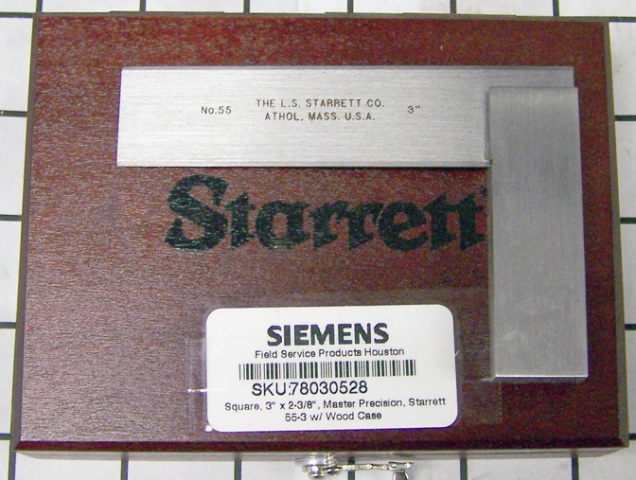 No.55 THE L.S. STARRETT CO. 3"
ATHOL, MASS. U.S.A.
Starrett
SIEMENS
Field Service Products Houston
SKU:78030528
Square, 3" x 2-3/8", Master Precision, Starrett
55-3 w/ Wood Case